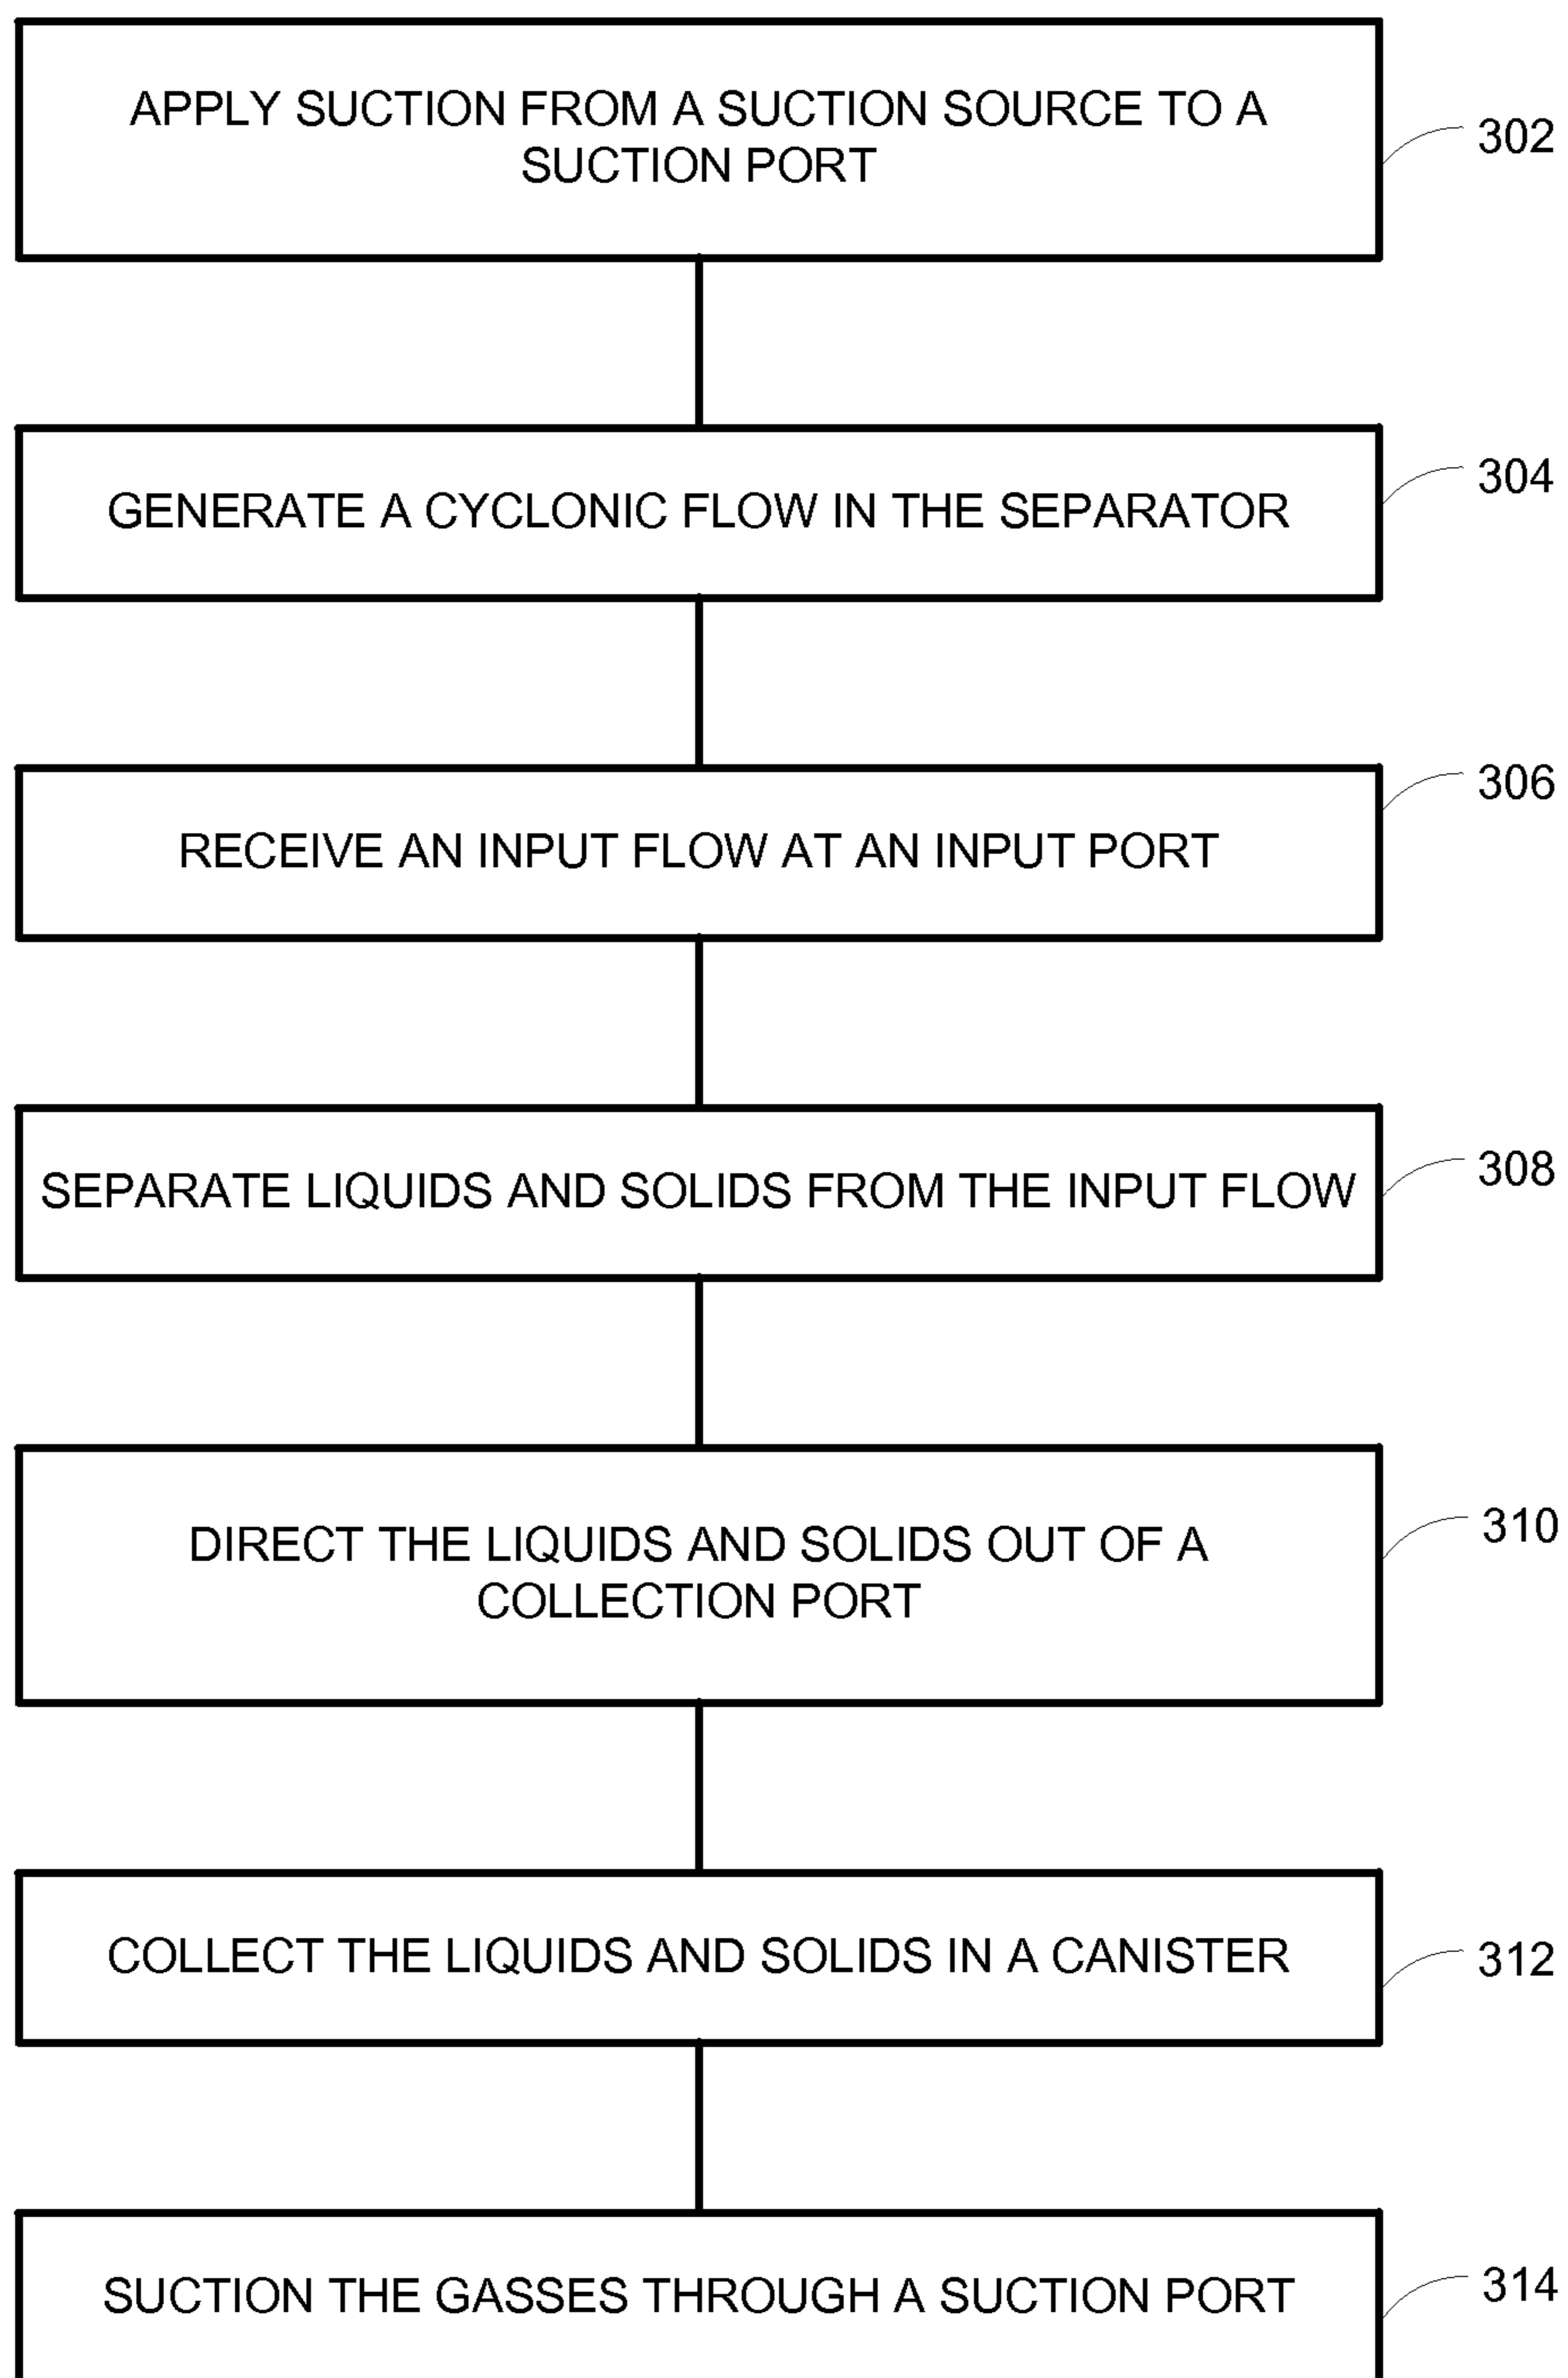 APPLY SUCTION FROM A SUCTION SOURCE TO A
SUCTION PORT
302
GENERATE A CYCLONIC FLOW IN THE SEPARATOR
304
RECEIVE AN INPUT FLOW AT AN INPUT PORT
306
SEPARATE LIQUIDS AND SOLIDS FROM THE INPUT FLOW
308
DIRECT THE LIQUIDS AND SOLIDS OUT OF A
COLLECTION PORT
310
COLLECT THE LIQUIDS AND SOLIDS IN A CANISTER
312
SUCTION THE GASSES THROUGH A SUCTION PORT
314